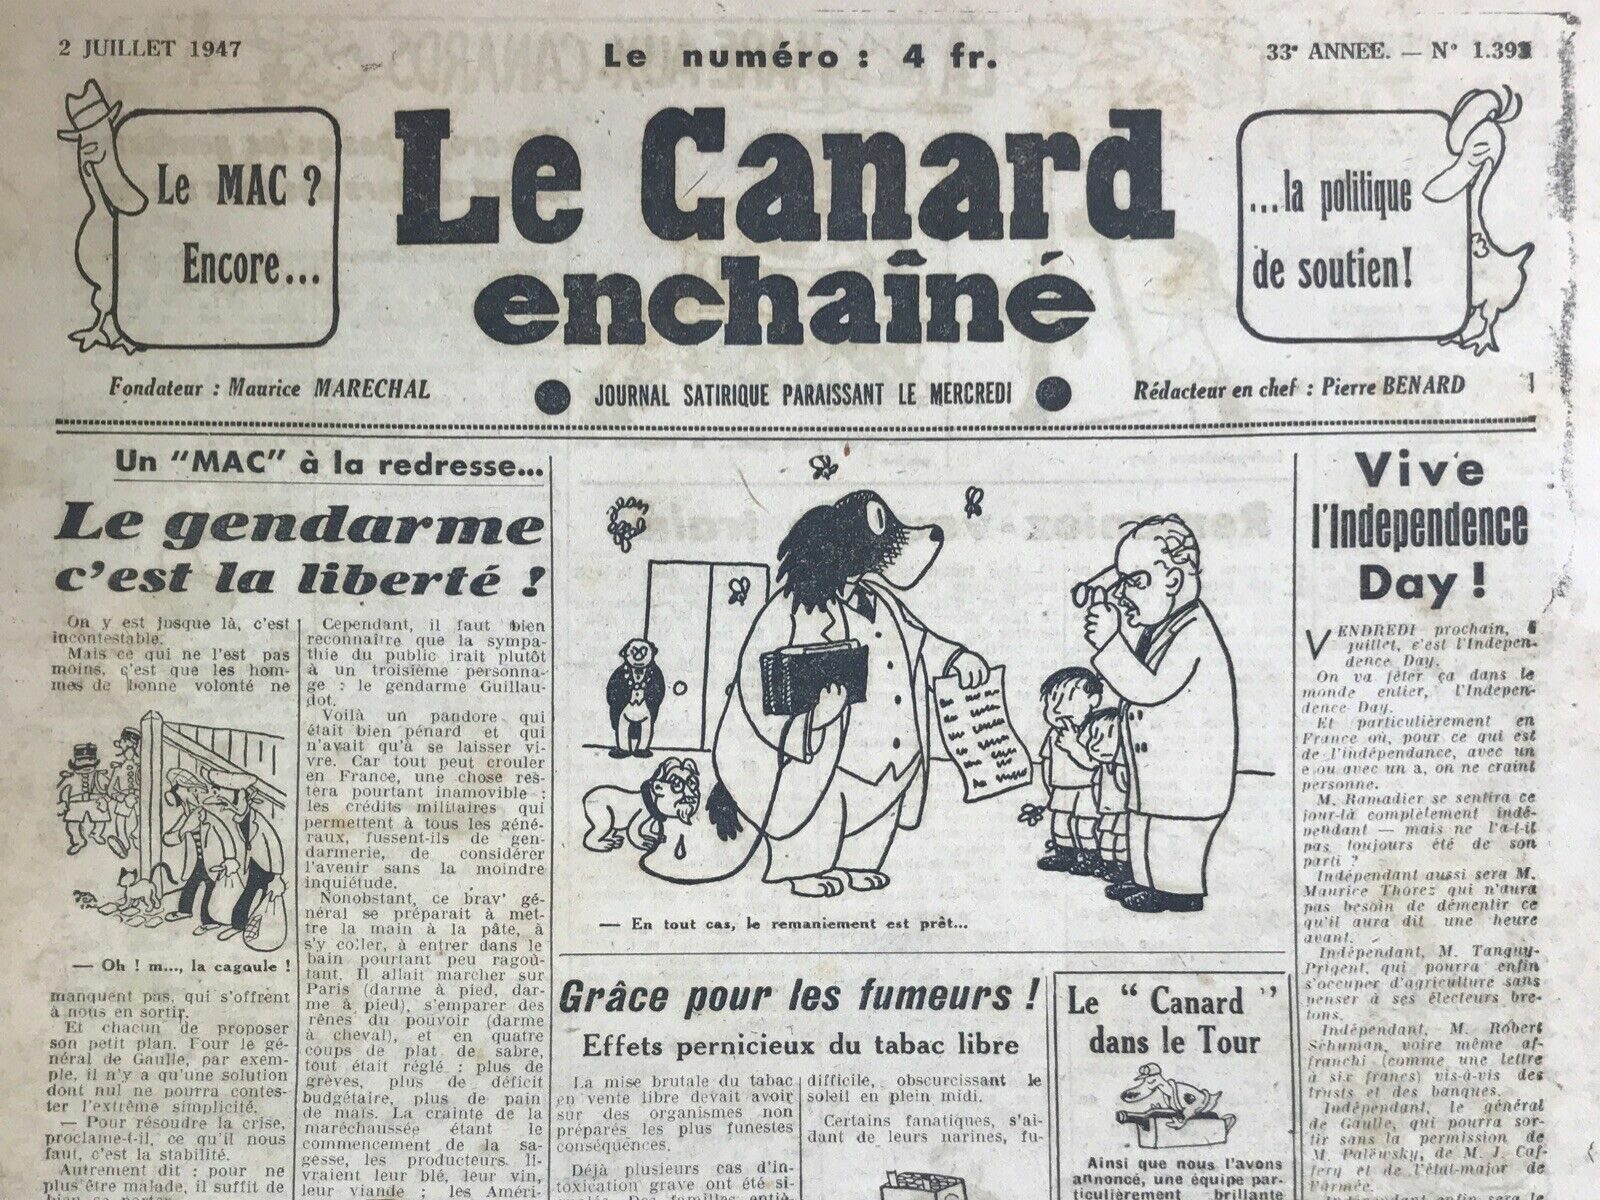 2 JUILLET 1947
Le numéro : 4 fr.
33e ANNEE. — N° 1.393
Le MAC ?
Encore...
Le Canard
enchaîné
...la politique
de soutien !
Fondateur : Maurice MARECHAL
JOURNAL SATIRIQUE PARAISSANT LE MERCREDI
Rédacteur en chef : Pierre BENARD
Un "MAC" à la redresse...
Le gendarme
c'est la liberté !
On y est jusque là, c'est
incontestable.
Mais ce qui ne l'est pas
moins, c'est que les hom-
mes de bonne volonté ne
— Oh ! m..., la cagoule !
manquent pas, qui s'offrent
à nous en sortir.
Et chacun de proposer
son petit plan. Pour le gé-
néral de Gaulle, par exem-
ple, il n'y a qu'une solution
dont nul ne pourra contes-
ter l'extrême simplicité.
— Pour résoudre la crise,
proclame-t-il, ce qu'il nous
faut, c'est la stabilité.
Autrement dit : pour ne
plus être malade, il suffit de
Cependant, il faut bien
reconnaître que la sympa-
thie du public irait plutôt
à un troisième personna-
ge : le gendarme Guillau-
dot.
Voilà un pandore qui
était bien pénard et qui
n'avait qu'à se laisser vi-
vre. Car tout peut crouler
en France, une chose res-
tera pourtant inamovible :
les crédits militaires qui
permettent à tous les géné-
raux, fussent-ils de gen-
darmerie, de considérer
l'avenir sans la moindre
inquiétude.
Nonobstant, ce brav' gé-
néral se préparait à met-
tre la main à la pâte, à
s'y coller, à entrer dans le
bain pourtant peu ragoû-
tant. Il allait marcher sur
Paris (darme à pied, dar-
me à pied), s'emparer des
rênes du pouvoir (darme
à cheval), et en quatre
coups de plat de sabre,
tout était réglé : plus de
grèves, plus de déficit
budgétaire, plus de pain
de maïs. La crainte de la
maréchaussée étant le
commencement de la sa-
gesse, les producteurs li-
vraient leur blé, leur vin,
leur viande ; les Améri-
— En tout cas, le remaniement est prêt...
Grâce pour les fumeurs !
Effets pernicieux du tabac libre
La mise brutale du tabac
en vente libre devait avoir
sur des organismes non
préparés les plus funestes
conséquences.
Déjà plusieurs cas d'in-
toxication grave ont été si-
difficile, obscurcissant le
soleil en plein midi.
Certains fanatiques, s'ai-
dant de leurs narines, fu-
Le " Canard "
dans le Tour
Ainsi que nous l'avons
annoncé, une équipe par-
ticulièrement brillante
Vive
l'Independence
Day !
VENDREDI prochain, 4
juillet, c'est l'Indepen-
dence Day.
On va fêter ça dans le
monde entier, l'Indepen-
dence Day.
Et particulièrement en
France où, pour ce qui est
de l'indépendance, avec un
e ou avec un a, on ne craint
personne.
M. Ramadier se sentira ce
jour-là complètement indé-
pendant — mais ne l'a-t-il
pas toujours été de son
parti ?
Indépendant aussi sera M.
Maurice Thorez qui n'aura
pas besoin de démentir ce
qu'il aura dit une heure
avant.
Indépendant, M. Tanguy-
Prigent, qui pourra enfin
s'occuper d'agriculture sans
penser à ses électeurs bre-
tons.
Indépendant, M. Robert
Schuman, voire même af-
franchi (comme une lettre
à six francs) vis-à-vis des
trusts et des banques.
Indépendant, le général
de Gaulle, qui pourra sor-
tir sans la permission de
M. Palewsky, de M. J. Caf-
fery et de l'état-major de
l'armée.